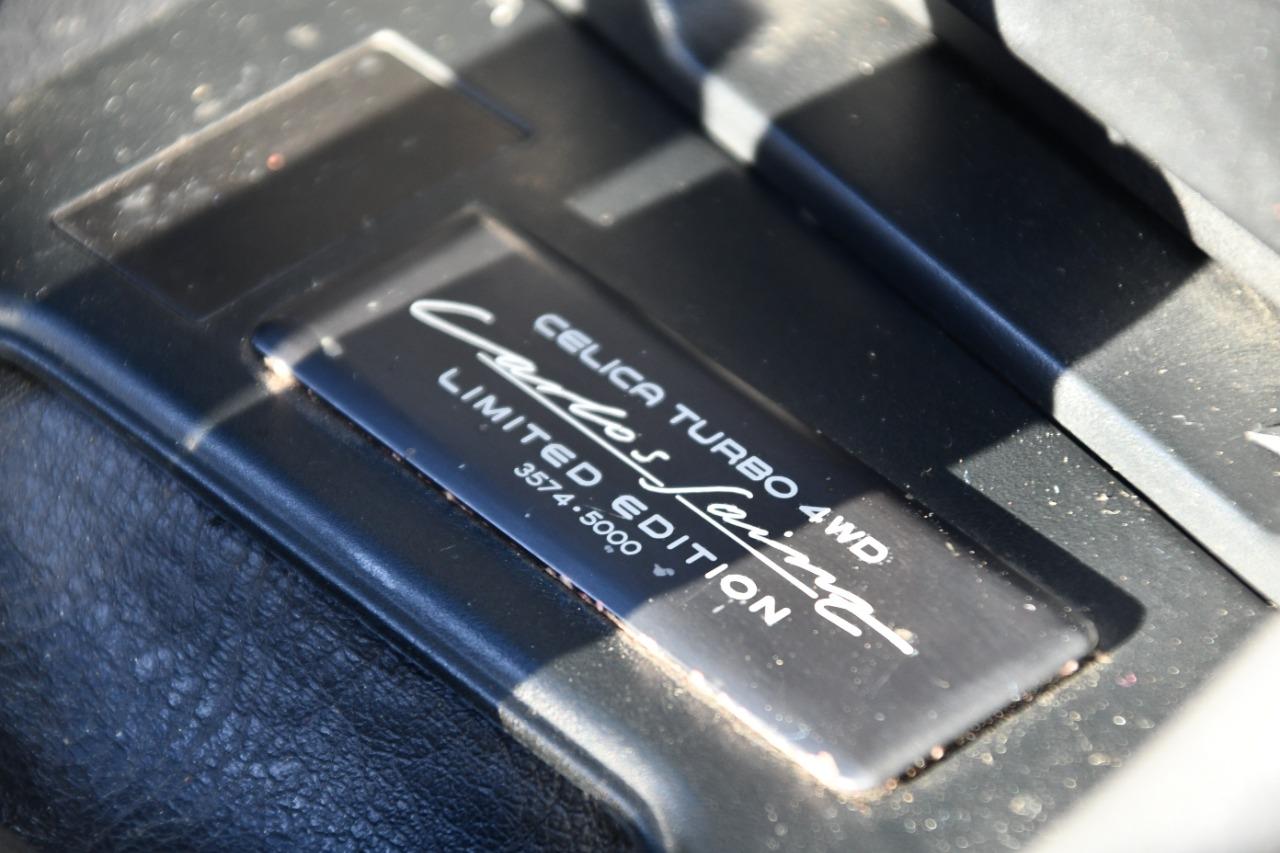 CELICA TURBO 4WD
Carlos Sainz
LIMITED EDITION
3574·5000